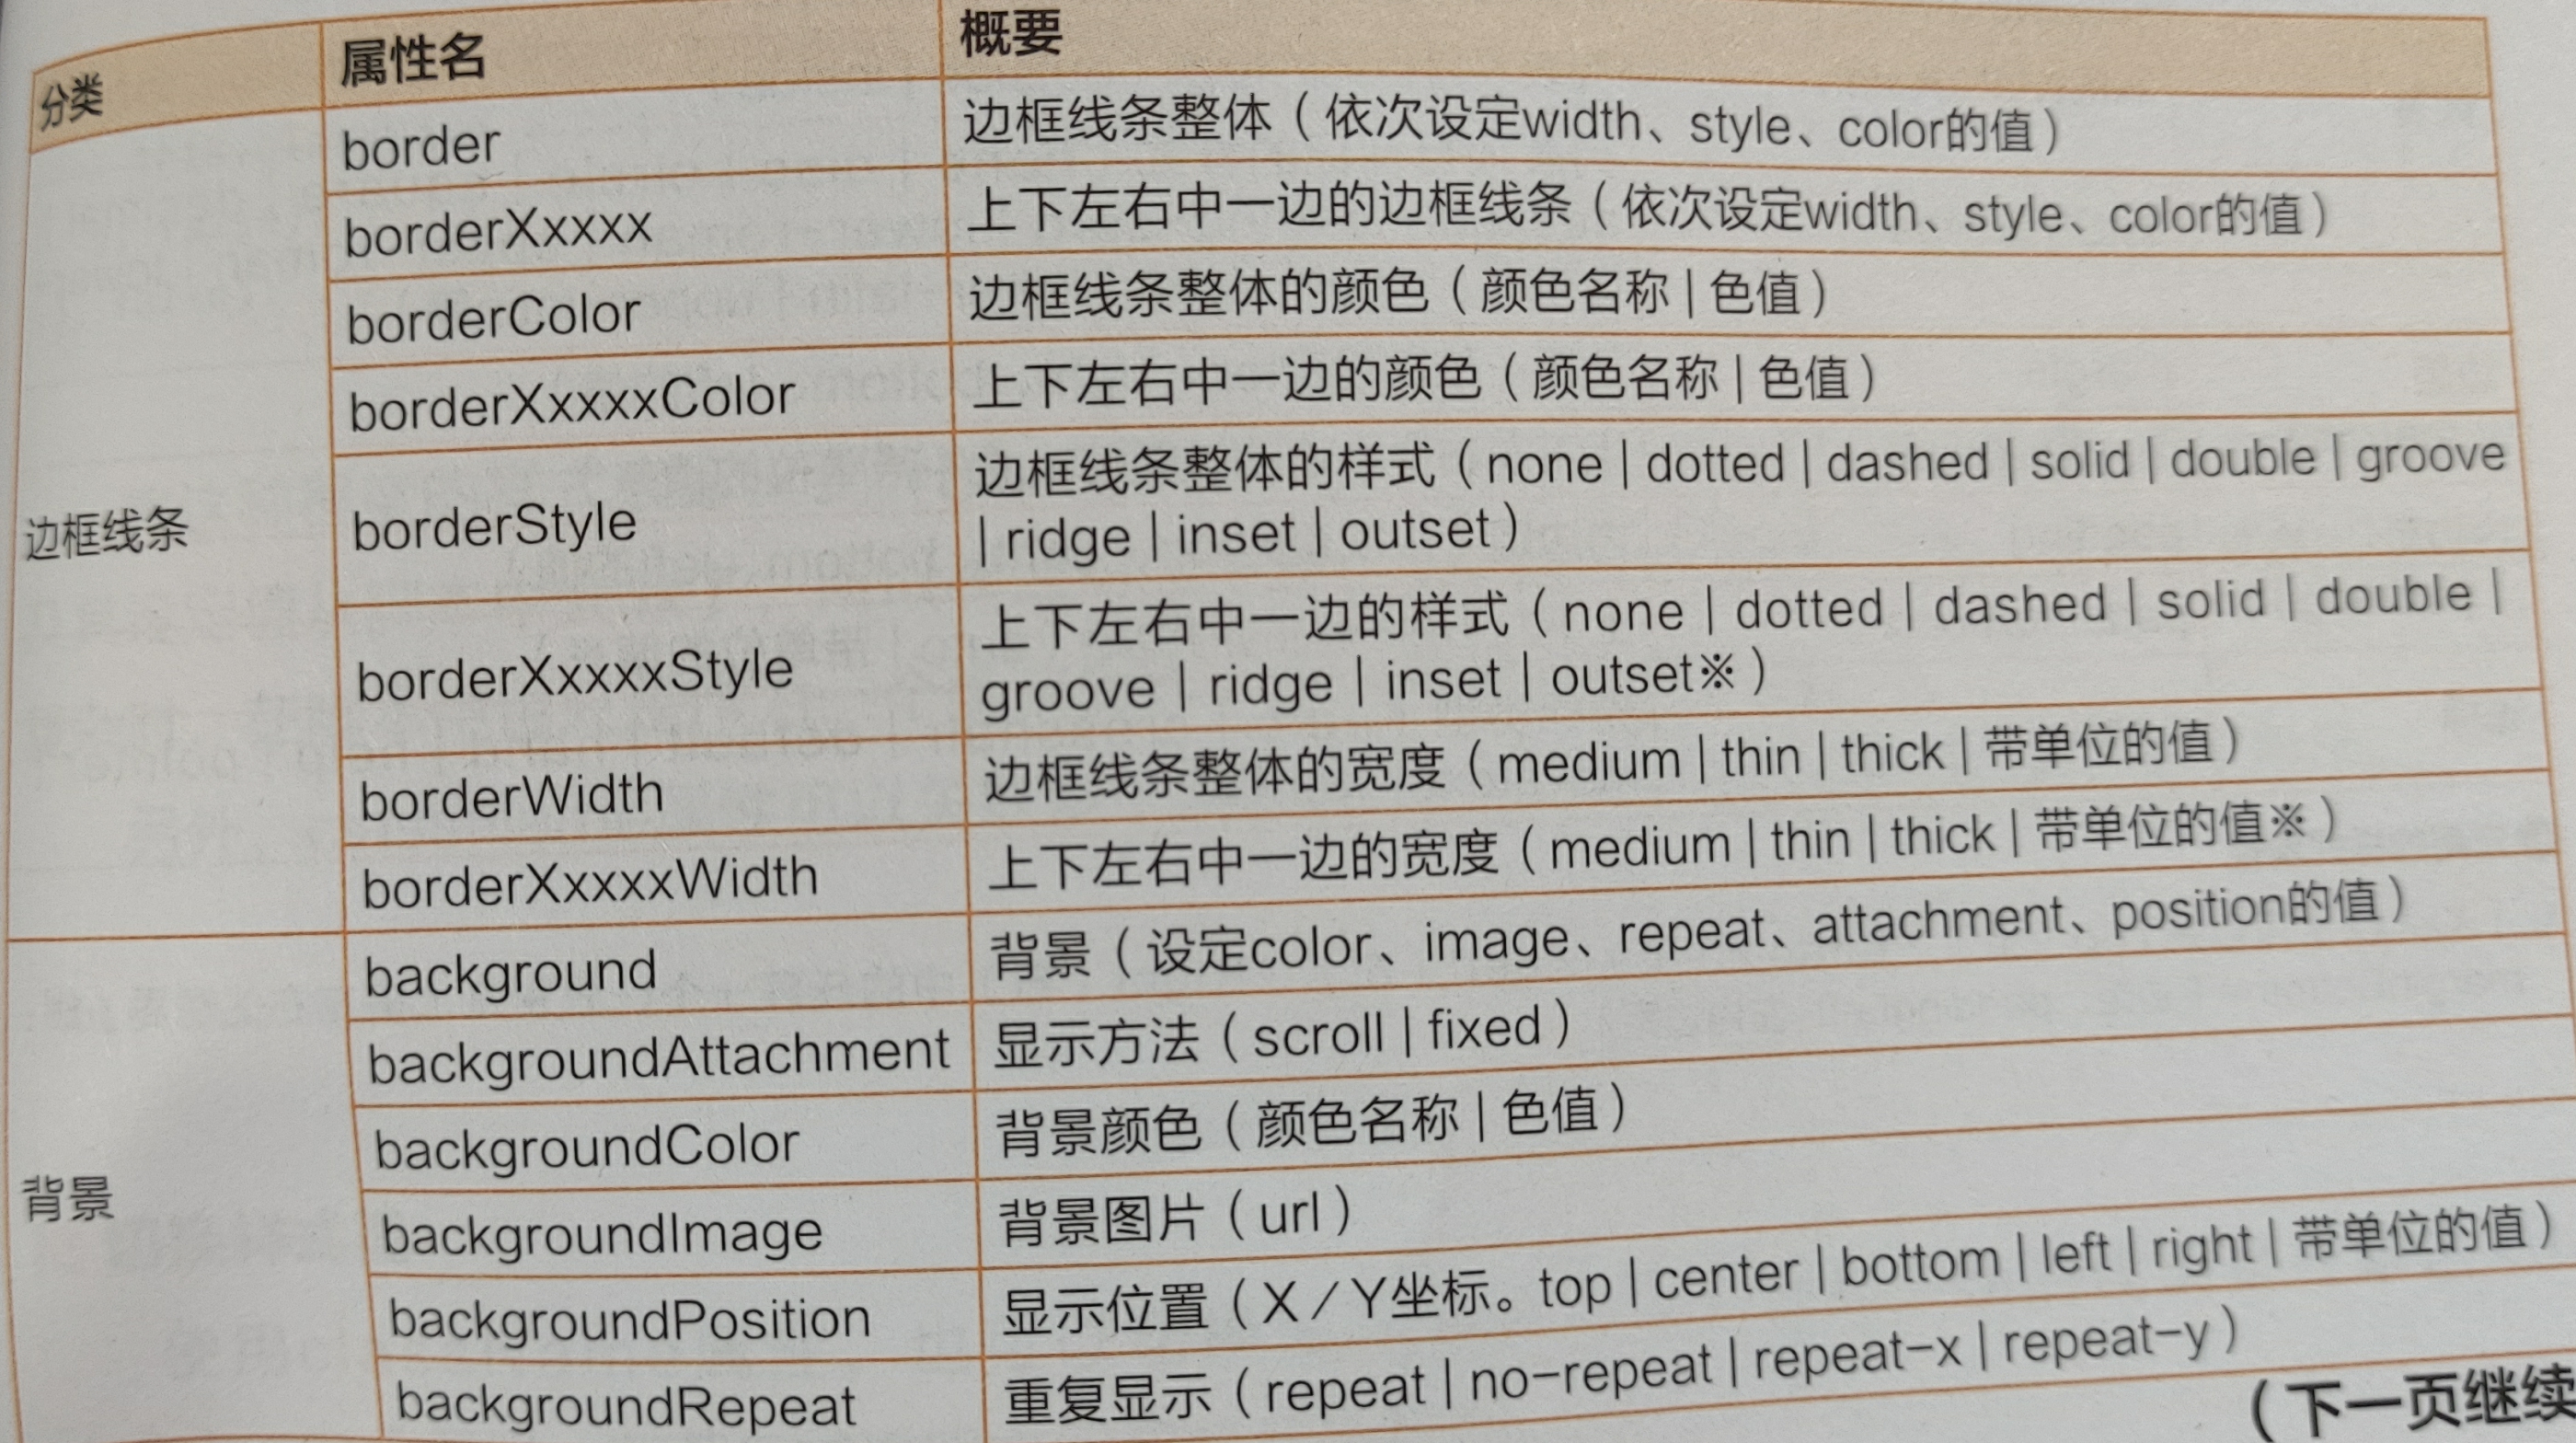 分类 属性名 概要
边框线条
border 边框线条整体（依次设定width、style、color的值）
borderXxxxx 上下左右中一边的边框线条（依次设定width、style、color的值）
borderColor 边框线条整体的颜色（颜色名称 | 色值）
borderXxxxxColor 上下左右中一边的颜色（颜色名称 | 色值）
borderStyle 边框线条整体的样式（none | dotted | dashed | solid | double | groove
| ridge | inset | outset）
borderXxxxxStyle 上下左右中一边的样式（none | dotted | dashed | solid | double |
groove | ridge | inset | outset※）
borderWidth 边框线条整体的宽度（medium | thin | thick | 带单位的值）
borderXxxxxWidth 上下左右中一边的宽度（medium | thin | thick | 带单位的值※）
背景
background 背景（设定color、image、repeat、attachment、position的值）
backgroundAttachment 显示方法（scroll | fixed）
backgroundColor 背景颜色（颜色名称 | 色值）
backgroundImage 背景图片（url）
backgroundPosition 显示位置（X／Y坐标。top | center | bottom | left | right | 带单位的值）
backgroundRepeat 重复显示（repeat | no-repeat | repeat-x | repeat-y）
（下一页继续